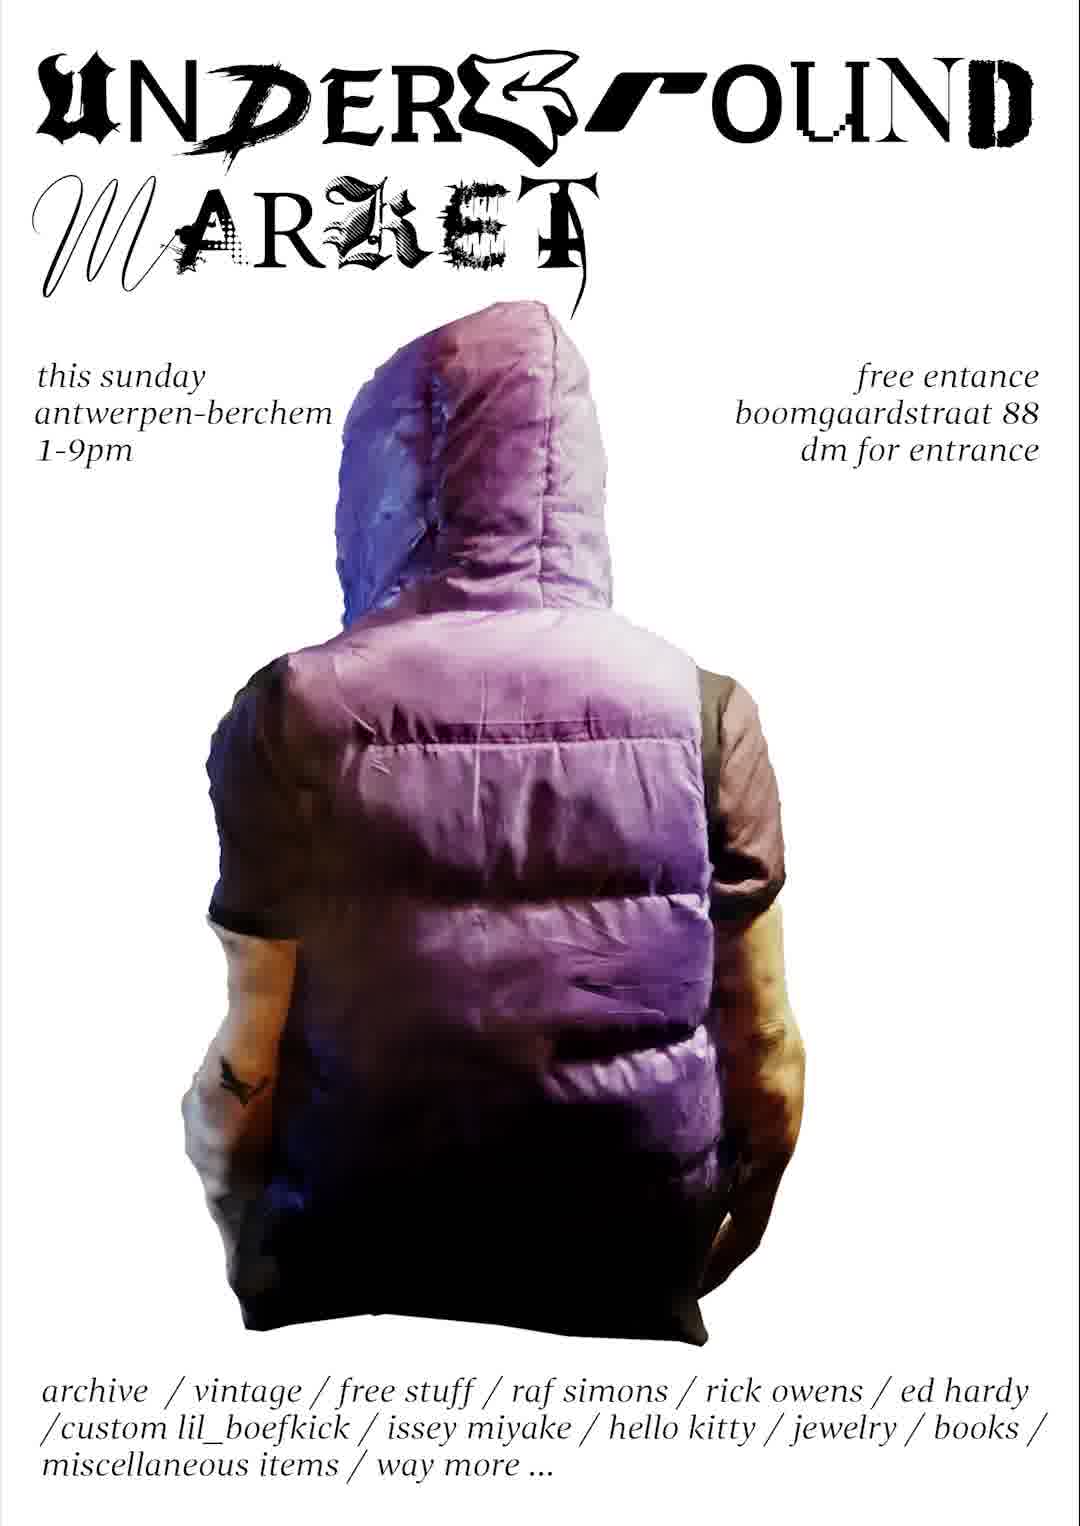 UNDERGrOUND
MARKET
this sunday
antwerpen-berchem
1-9pm
free entance
boomgaardstraat 88
dm for entrance
archive / vintage / free stuff / raf simons / rick owens / ed hardy
/custom lil_boefkick / issey miyake / hello kitty / jewelry / books /
miscellaneous items / way more ...